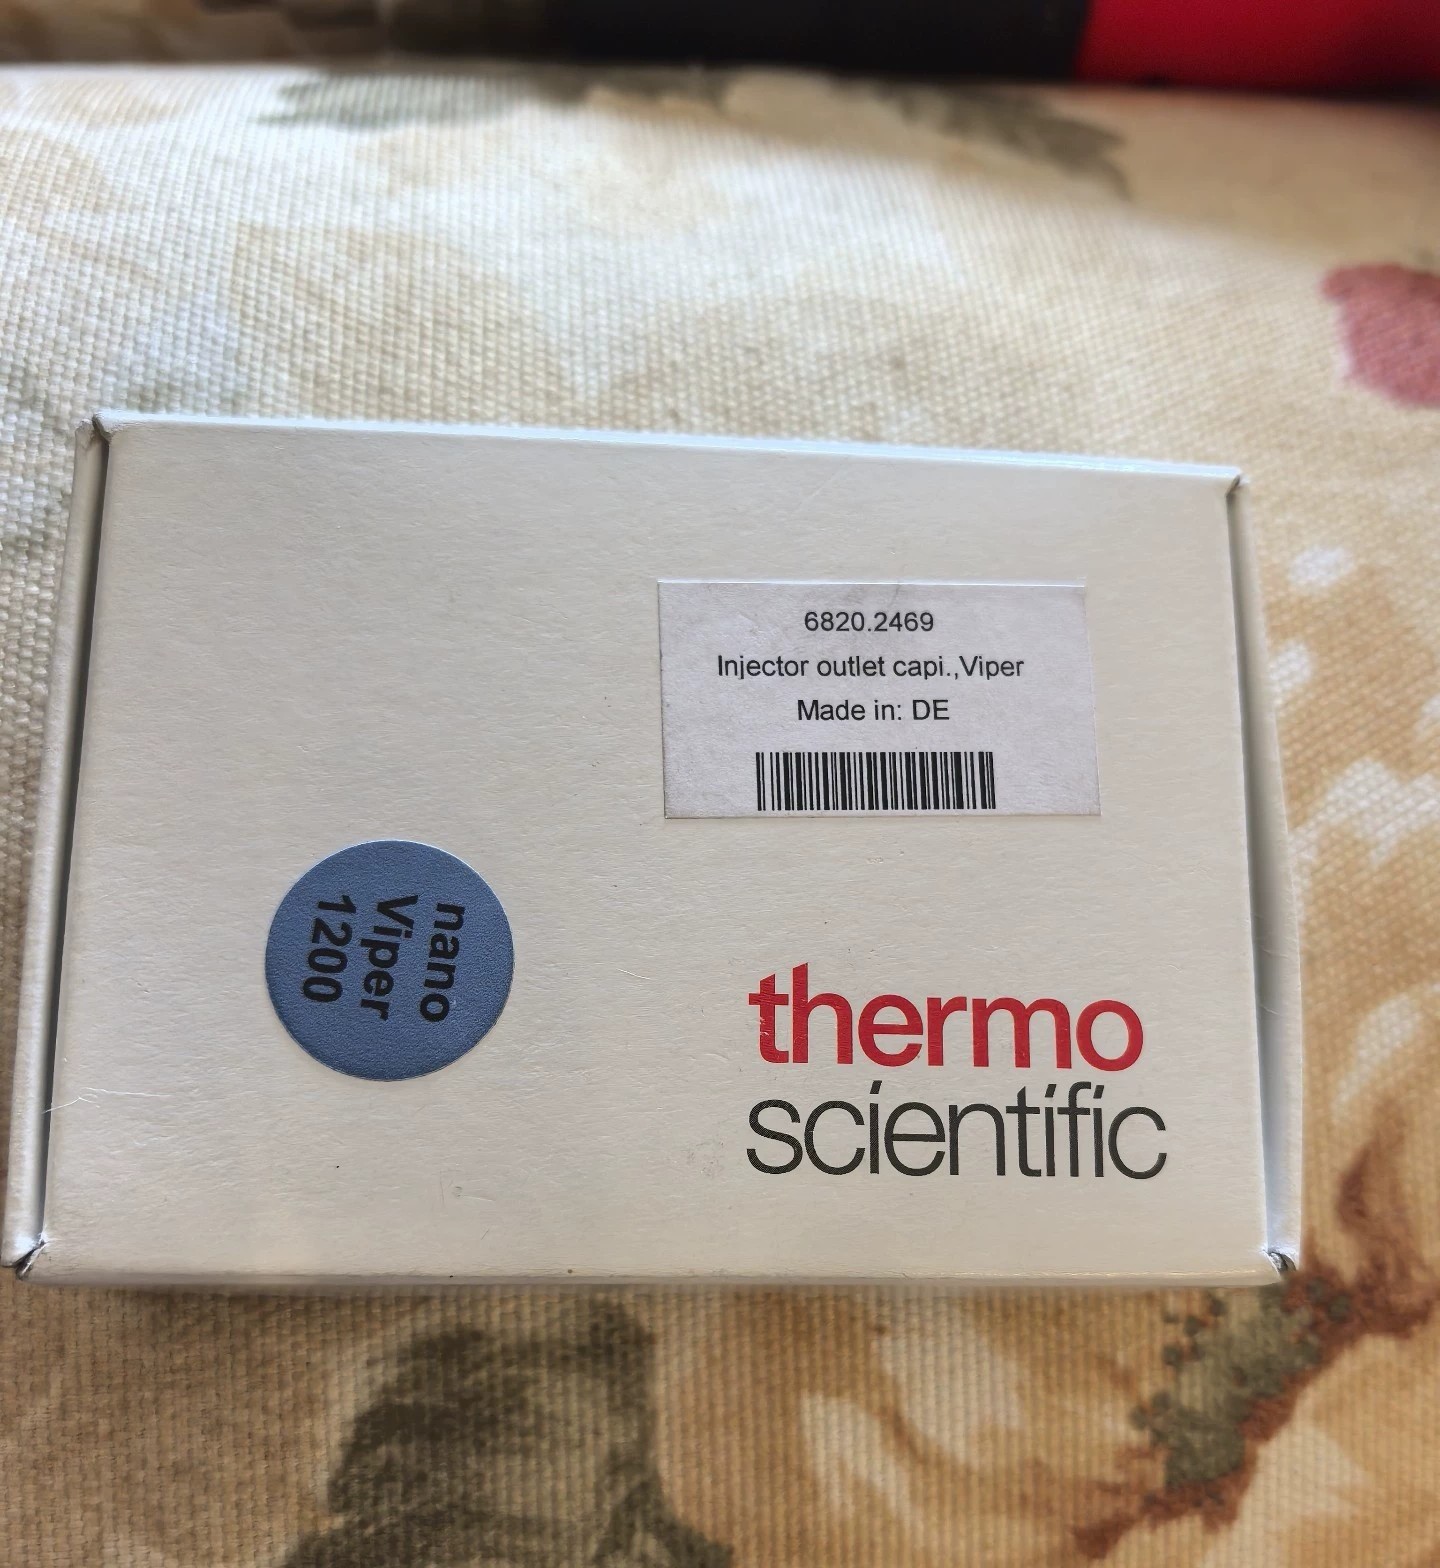 6820.2469
Injector outlet capi.,Viper
Made in: DE
nano
Viper
1200
thermo
scientific